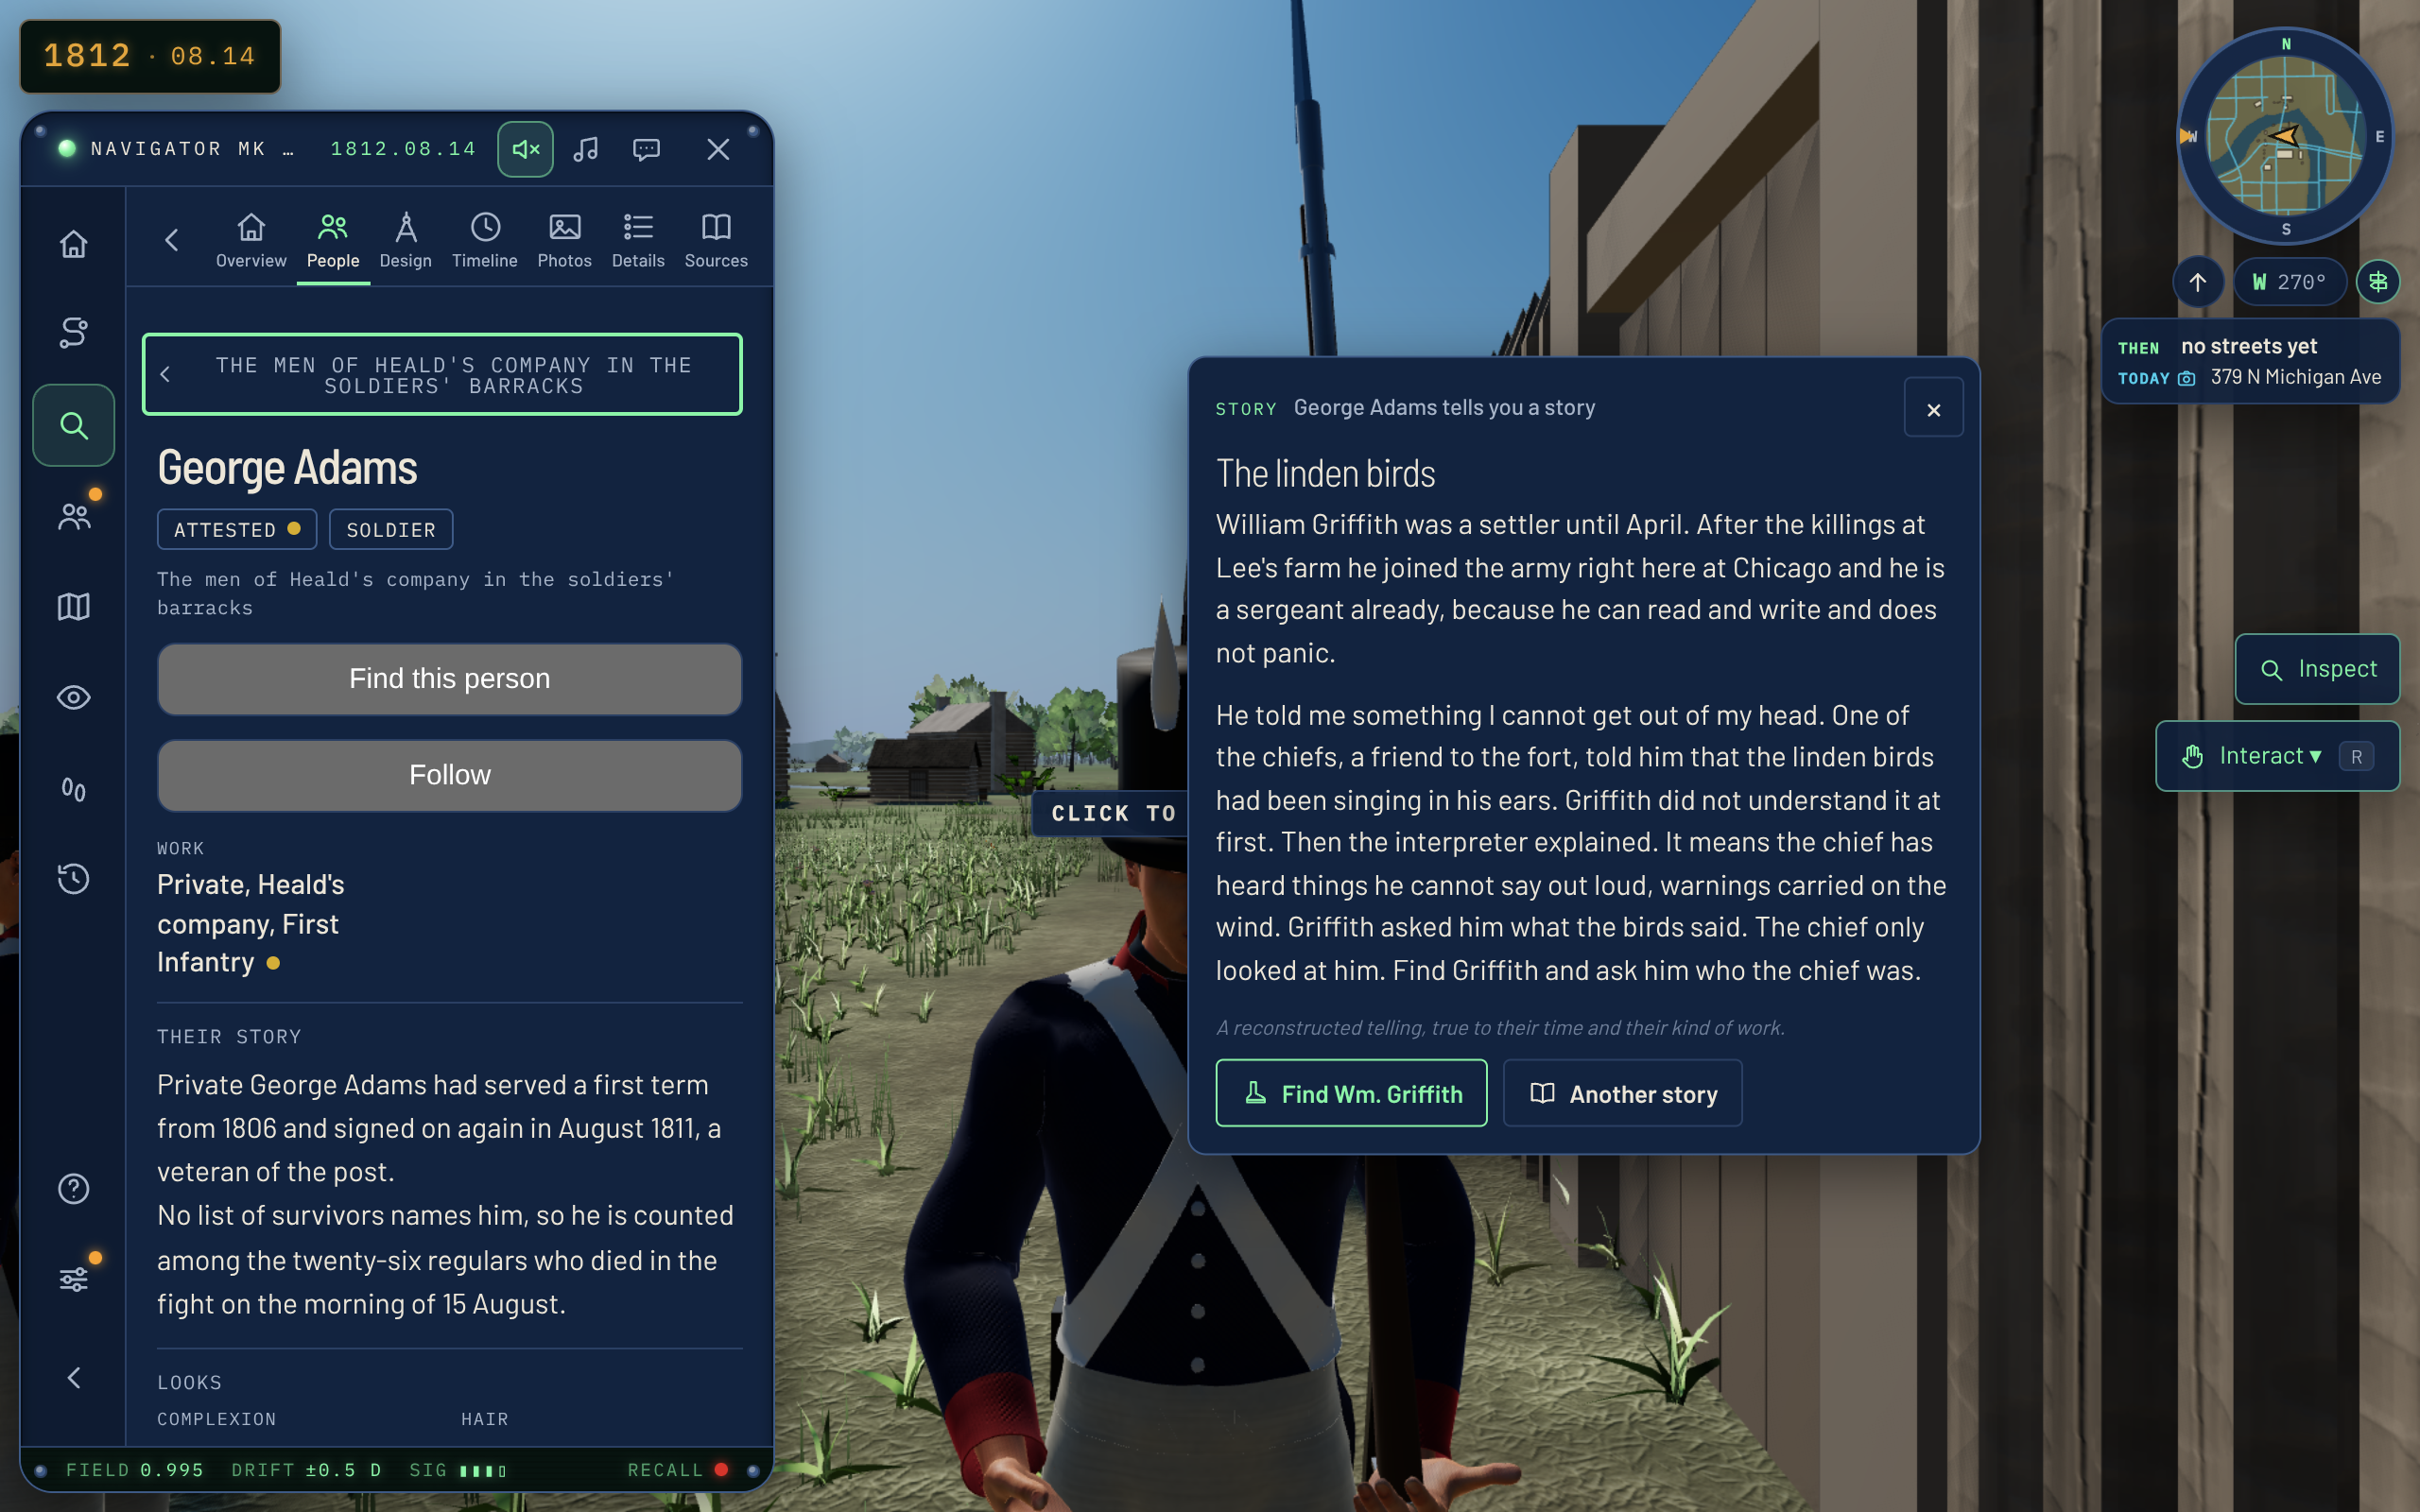 1812 · 08.14
NAVIGATOR MK …
1812.08.14
Overview
People
Design
Timeline
Photos
Details
Sources
THE MEN OF HEALD'S COMPANY IN THE
SOLDIERS' BARRACKS
George Adams
ATTESTED
SOLDIER
The men of Heald's company in the soldiers'
barracks
Find this person
Follow
WORK
Private, Heald's
company, First
Infantry
THEIR STORY
Private George Adams had served a first term
from 1806 and signed on again in August 1811, a
veteran of the post.
No list of survivors names him, so he is counted
among the twenty-six regulars who died in the
fight on the morning of 15 August.
LOOKS
COMPLEXION
HAIR
FIELD 0.995
DRIFT ±0.5 D
SIG
RECALL
CLICK TO
STORY George Adams tells you a story
×
The linden birds
William Griffith was a settler until April. After the killings at
Lee's farm he joined the army right here at Chicago and he is
a sergeant already, because he can read and write and does
not panic.
He told me something I cannot get out of my head. One of
the chiefs, a friend to the fort, told him that the linden birds
had been singing in his ears. Griffith did not understand it at
first. Then the interpreter explained. It means the chief has
heard things he cannot say out loud, warnings carried on the
wind. Griffith asked him what the birds said. The chief only
looked at him. Find Griffith and ask him who the chief was.
A reconstructed telling, true to their time and their kind of work.
Find Wm. Griffith
Another story
N
W
E
S
W 270°
THEN no streets yet
TODAY 379 N Michigan Ave
Inspect
Interact ▾ R